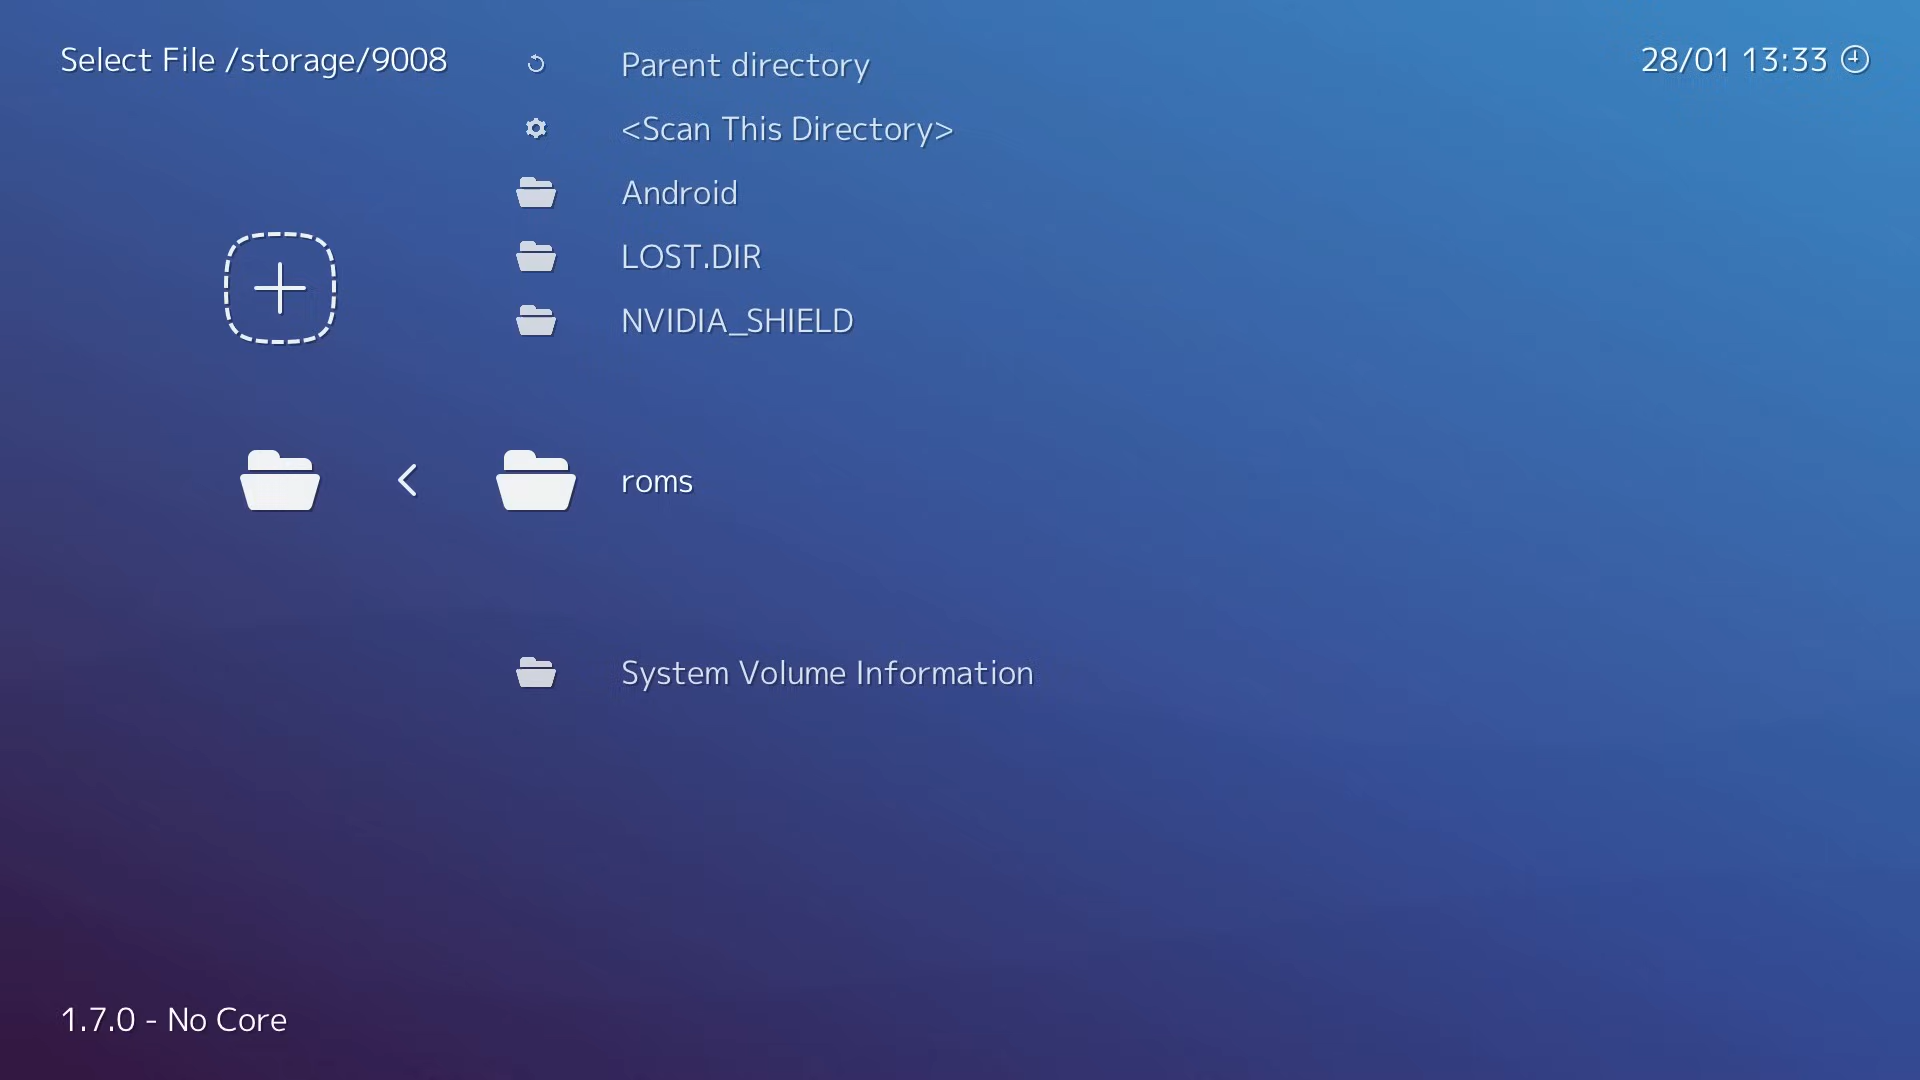 Select File /storage/9008
28/01 13:33
Parent directory
<Scan This Directory>
Android
LOST.DIR
NVIDIA_SHIELD
roms
System Volume Information
1.7.0 - No Core